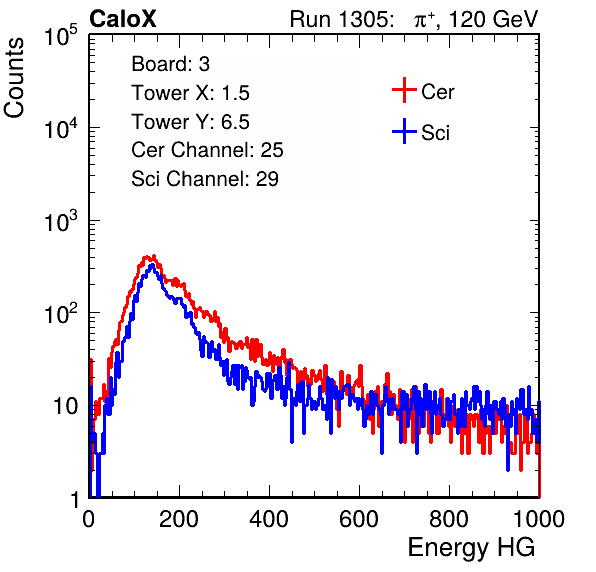 CaloX Run 1305: π⁺, 120 GeV
Counts
10⁵
10⁴
10³
10²
10
1
Board: 3
Tower X: 1.5
Tower Y: 6.5
Cer Channel: 25
Sci Channel: 29
Cer
Sci
0 200 400 600 800 1000
Energy HG